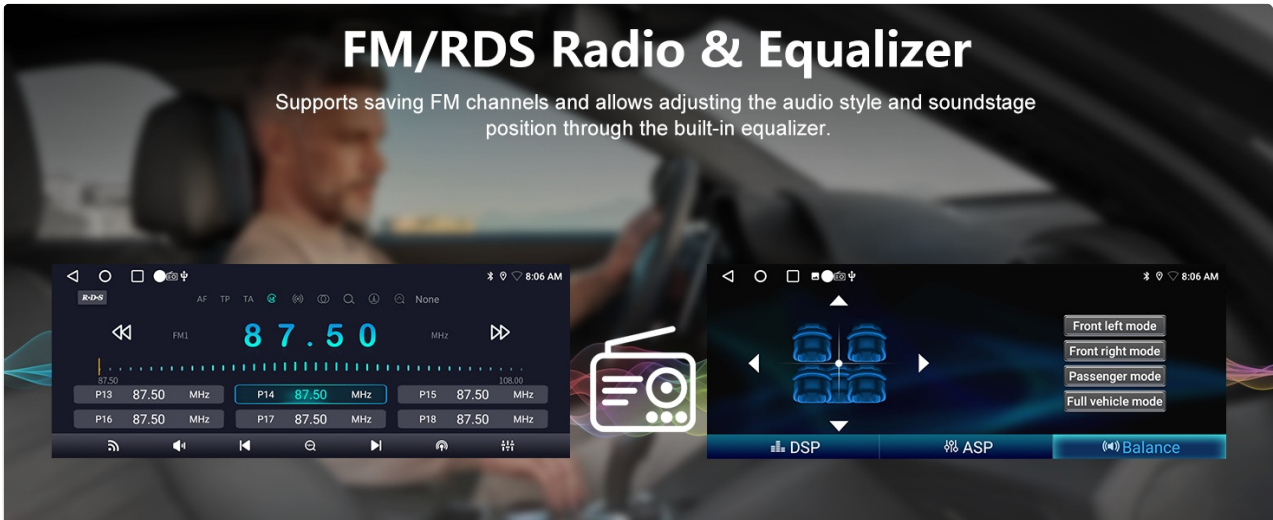 FM/RDS Radio & Equalizer
Supports saving FM channels and allows adjusting the audio style and soundstage
position through the built-in equalizer.
8:06 AM
R·D·S AF TP TA None
FM1 87.50 MHz
87.50 108.00
P13 87.50 MHz P14 87.50 MHz P15 87.50 MHz
P16 87.50 MHz P17 87.50 MHz P18 87.50 MHz
8:06 AM
Front left mode
Front right mode
Passenger mode
Full vehicle mode
DSP ASP Balance